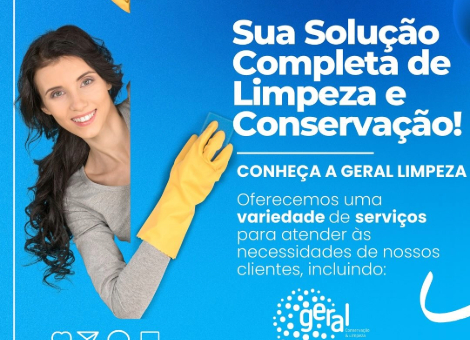 Sua Solução
Completa de
Limpeza e
Conservação!
CONHEÇA A GERAL LIMPEZA
Oferecemos uma
variedade de serviços
para atender às
necessidades de nossos
clientes, incluindo:
geral